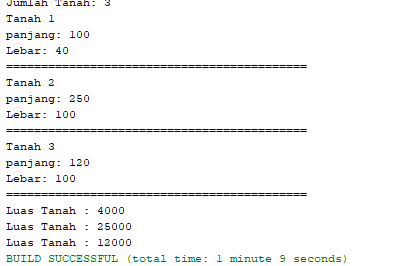 Jumlah Tanah: 3
Tanah 1
panjang: 100
Lebar: 40
===========================================
Tanah 2
panjang: 250
Lebar: 100
===========================================
Tanah 3
panjang: 120
Lebar: 100
===========================================
Luas Tanah : 4000
Luas Tanah : 25000
Luas Tanah : 12000
BUILD SUCCESSFUL (total time: 1 minute 9 seconds)